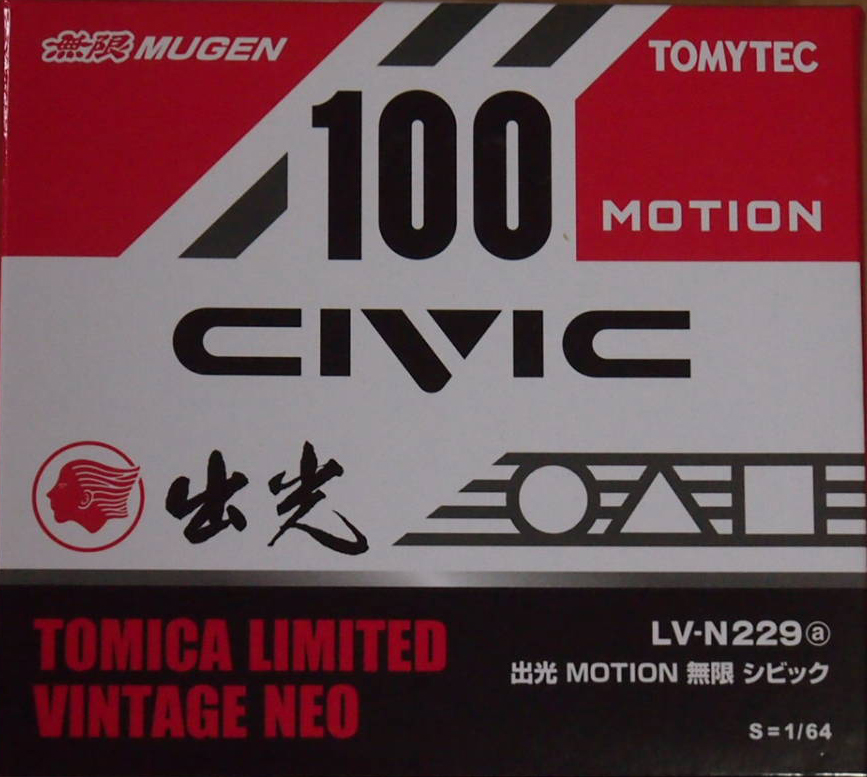 無限 MUGEN
TOMYTEC
100
MOTION
CIVIC
出光
TOMICA LIMITED
VINTAGE NEO
LV-N229ⓐ
出光 MOTION 無限 シビック
S=1/64